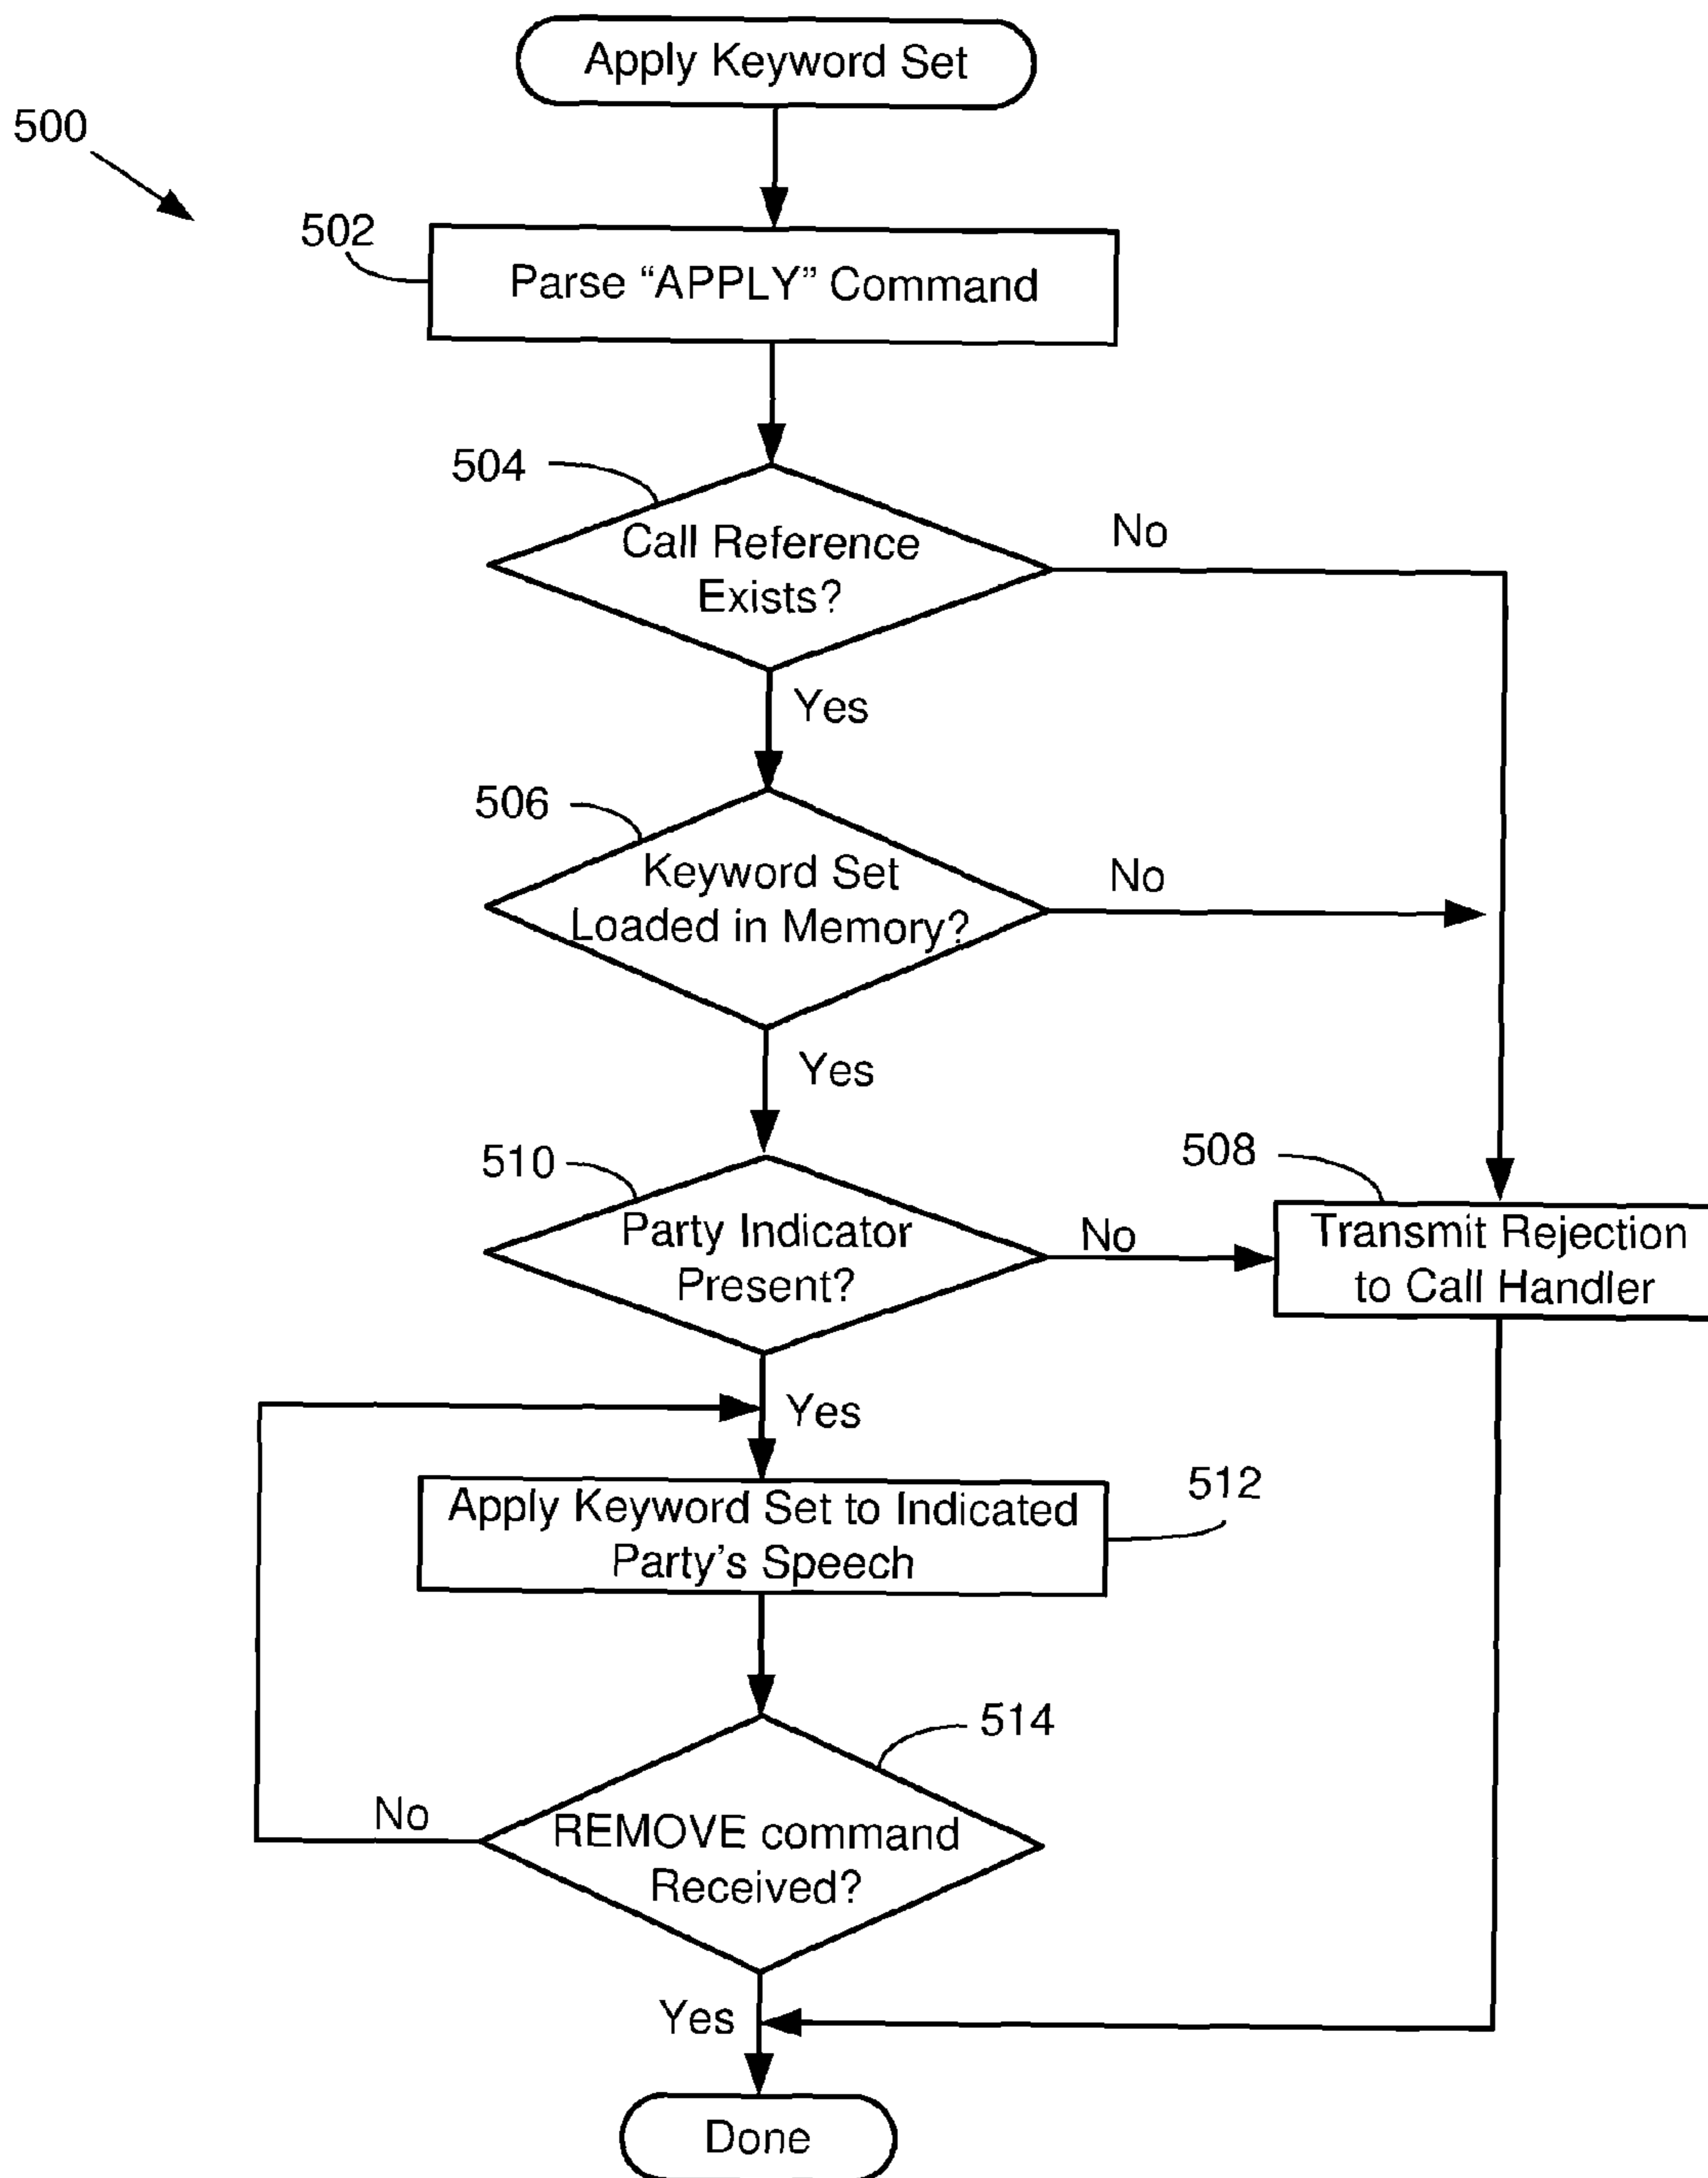 Apply Keyword Set
500
502
Parse “APPLY” Command
504
Call Reference
Exists?
No
Yes
506
Keyword Set
Loaded in Memory?
No
Yes
510
Party Indicator
Present?
No
508
Transmit Rejection
to Call Handler
Yes
Apply Keyword Set to Indicated
Party’s Speech
512
514
REMOVE command
Received?
No
Yes
Done